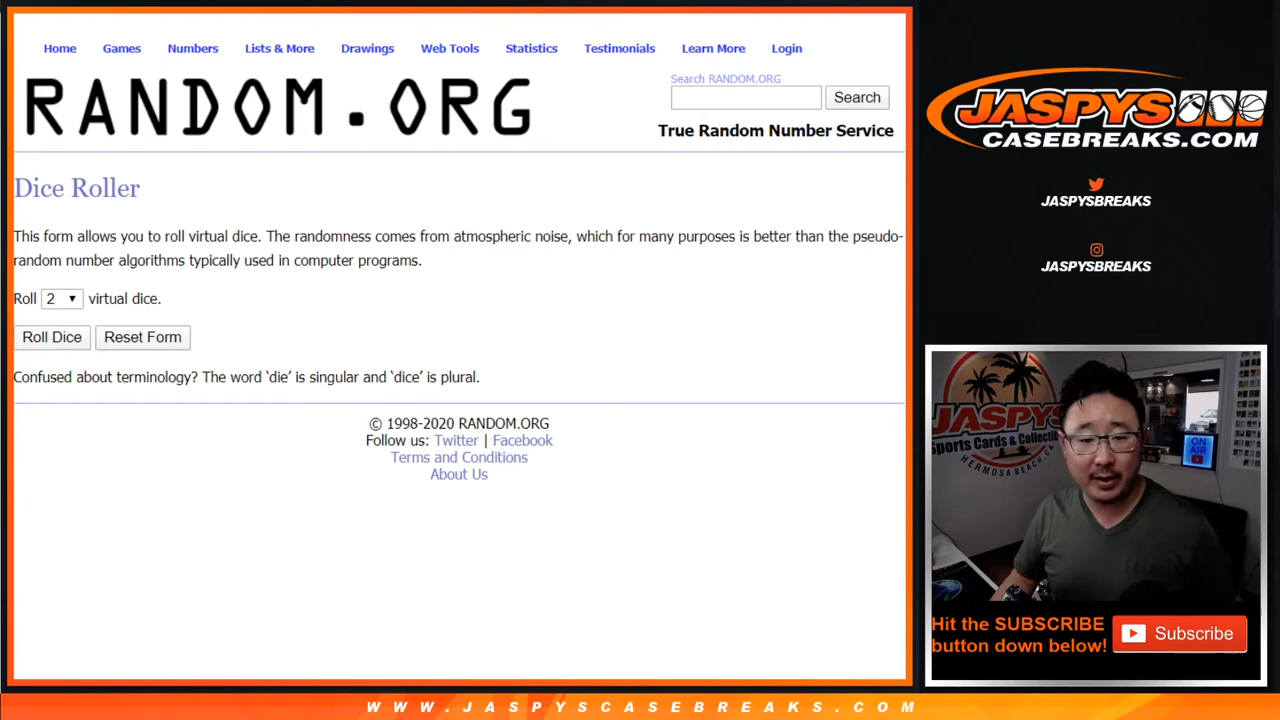 Home Games Numbers Lists & More Drawings Web Tools Statistics Testimonials Learn More Login
RANDOM.ORG
Search RANDOM.ORG
Search
True Random Number Service
Dice Roller
This form allows you to roll virtual dice. The randomness comes from atmospheric noise, which for many purposes is better than the pseudo-
random number algorithms typically used in computer programs.
Roll 2 virtual dice.
Roll Dice Reset Form
Confused about terminology? The word ‘die’ is singular and ‘dice’ is plural.
© 1998-2020 RANDOM.ORG
Follow us: Twitter | Facebook
Terms and Conditions
About Us
JASPYS
CASEBREAKS.COM
JASPYSBREAKS
JASPYSBREAKS
JASPYS
Sports Cards & Collectib
HERMOSA BEACH, CA
ON
AIR
Hit the SUBSCRIBE
button down below!
Subscribe
WWW.JASPYSCASEBREAKS.COM